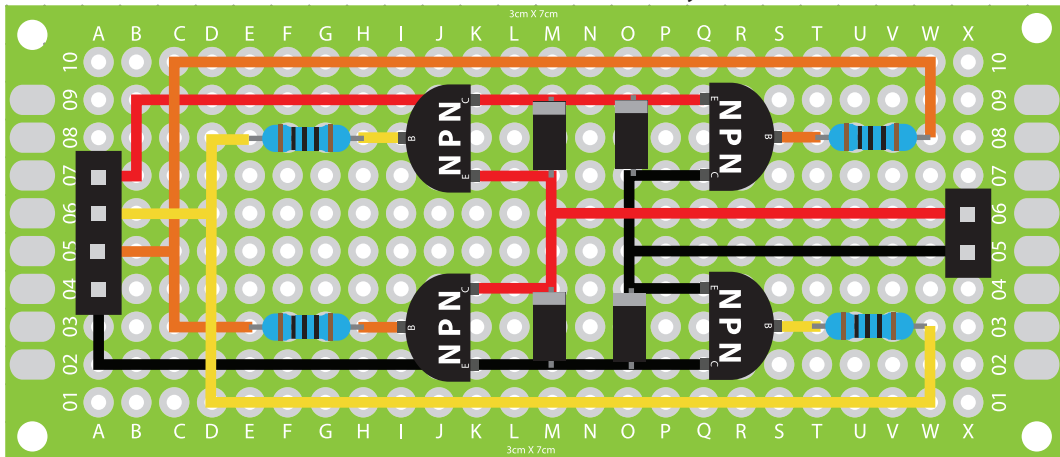 3cm X 7cm
A B C D E F G H I J K L M N O P Q R S T U V W X
10 10
09 C E 09
08 B NPN NPN B 08
07 E C 07
06 06
05 05
04 C E 04
03 B NPN NPN B 03
02 E C 02
01 01
A B C D E F G H I J K L M N O P Q R S T U V W X
3cm X 7cm